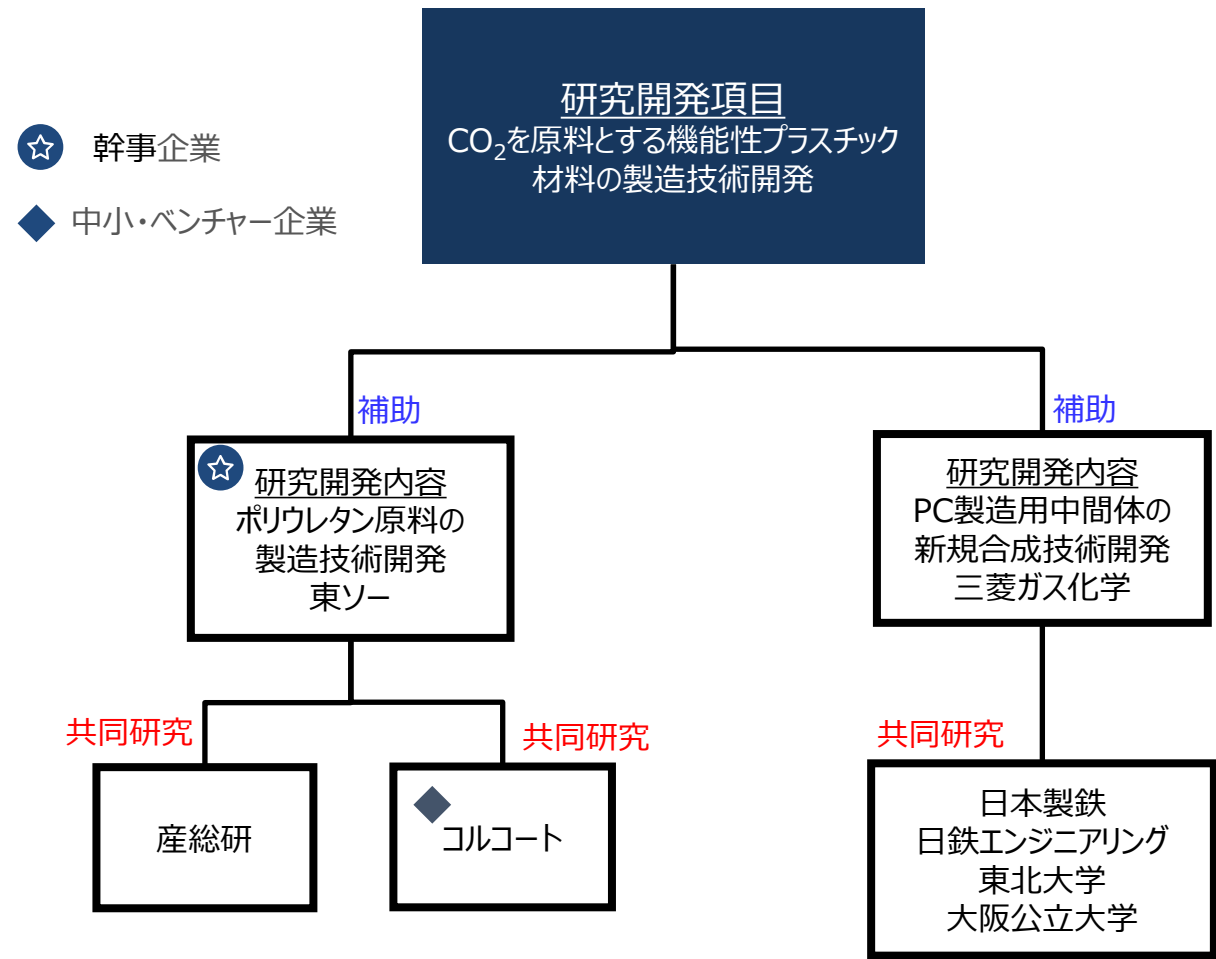 研究開発項目
CO₂を原料とする機能性プラスチック
材料の製造技術開発
幹事企業
中小・ベンチャー企業
補助
補助
研究開発内容
ポリウレタン原料の
製造技術開発
東ソー
研究開発内容
PC製造用中間体の
新規合成技術開発
三菱ガス化学
共同研究
共同研究
共同研究
産総研
コルコート
日本製鉄
日鉄エンジニアリング
東北大学
大阪公立大学